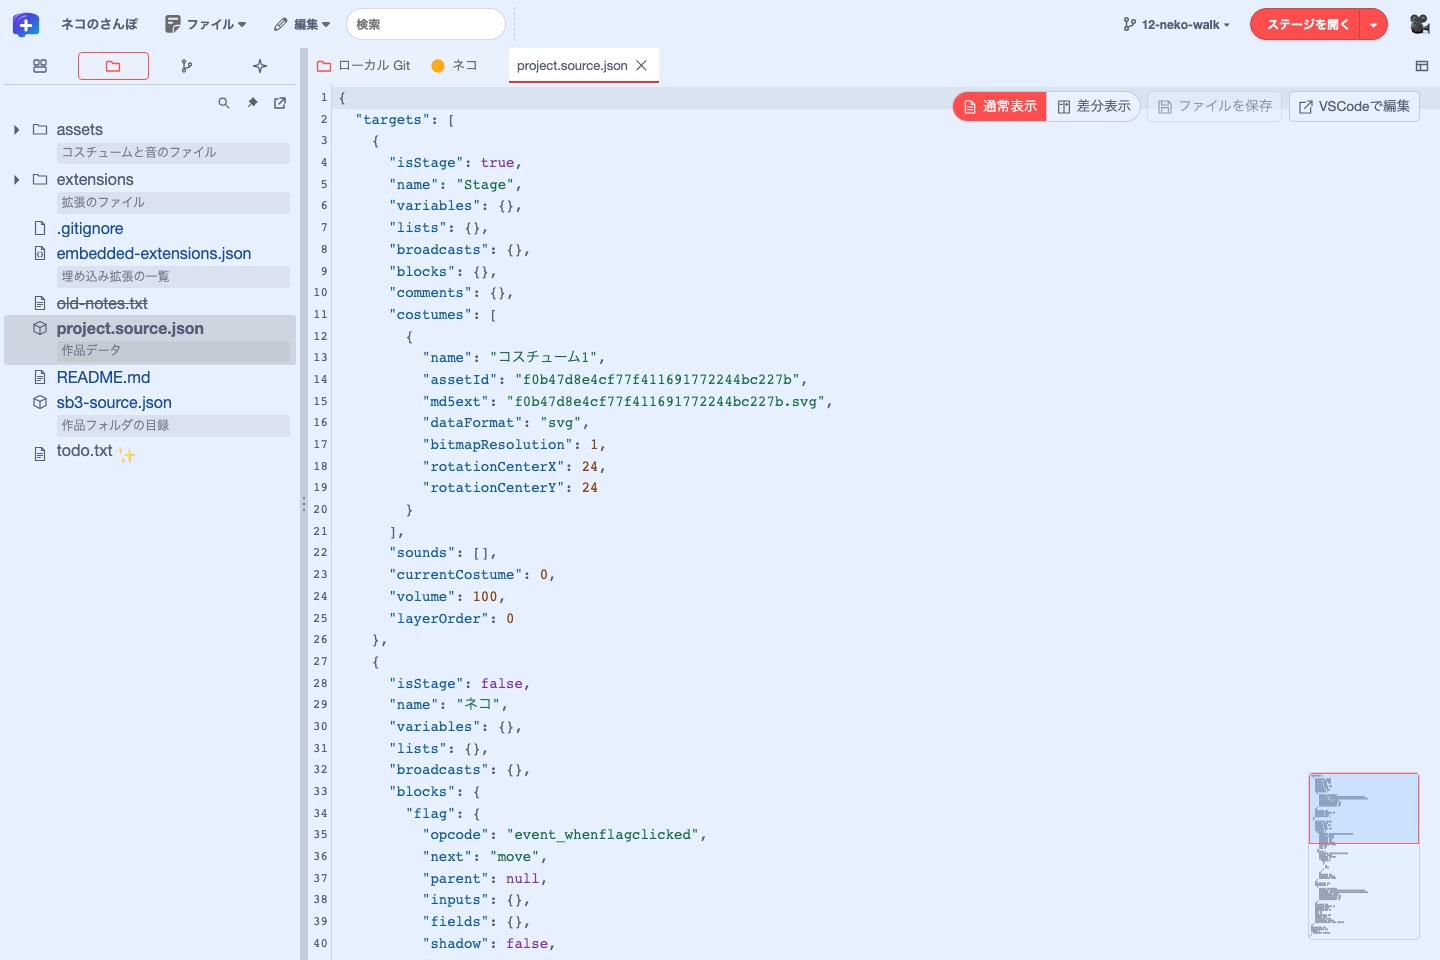 ネコのさんぽ
ファイル
編集
検索
12-neko-walk
ステージを開く
assets
コスチュームと音のファイル
extensions
拡張のファイル
.gitignore
embedded-extensions.json
埋め込み拡張の一覧
old-notes.txt
project.source.json
作品データ
README.md
sb3-source.json
作品フォルダの目録
todo.txt
ローカル Git
ネコ
project.source.json
通常表示
差分表示
ファイルを保存
VSCodeで編集
1 {
2 "targets": [
3 {
4 "isStage": true,
5 "name": "Stage",
6 "variables": {},
7 "lists": {},
8 "broadcasts": {},
9 "blocks": {},
10 "comments": {},
11 "costumes": [
12 {
13 "name": "コスチューム1",
14 "assetId": "f0b47d8e4cf77f411691772244bc227b",
15 "md5ext": "f0b47d8e4cf77f411691772244bc227b.svg",
16 "dataFormat": "svg",
17 "bitmapResolution": 1,
18 "rotationCenterX": 24,
19 "rotationCenterY": 24
20 }
21 ],
22 "sounds": [],
23 "currentCostume": 0,
24 "volume": 100,
25 "layerOrder": 0
26 },
27 {
28 "isStage": false,
29 "name": "ネコ",
30 "variables": {},
31 "lists": {},
32 "broadcasts": {},
33 "blocks": {
34 "flag": {
35 "opcode": "event_whenflagclicked",
36 "next": "move",
37 "parent": null,
38 "inputs": {},
39 "fields": {},
40 "shadow": false,